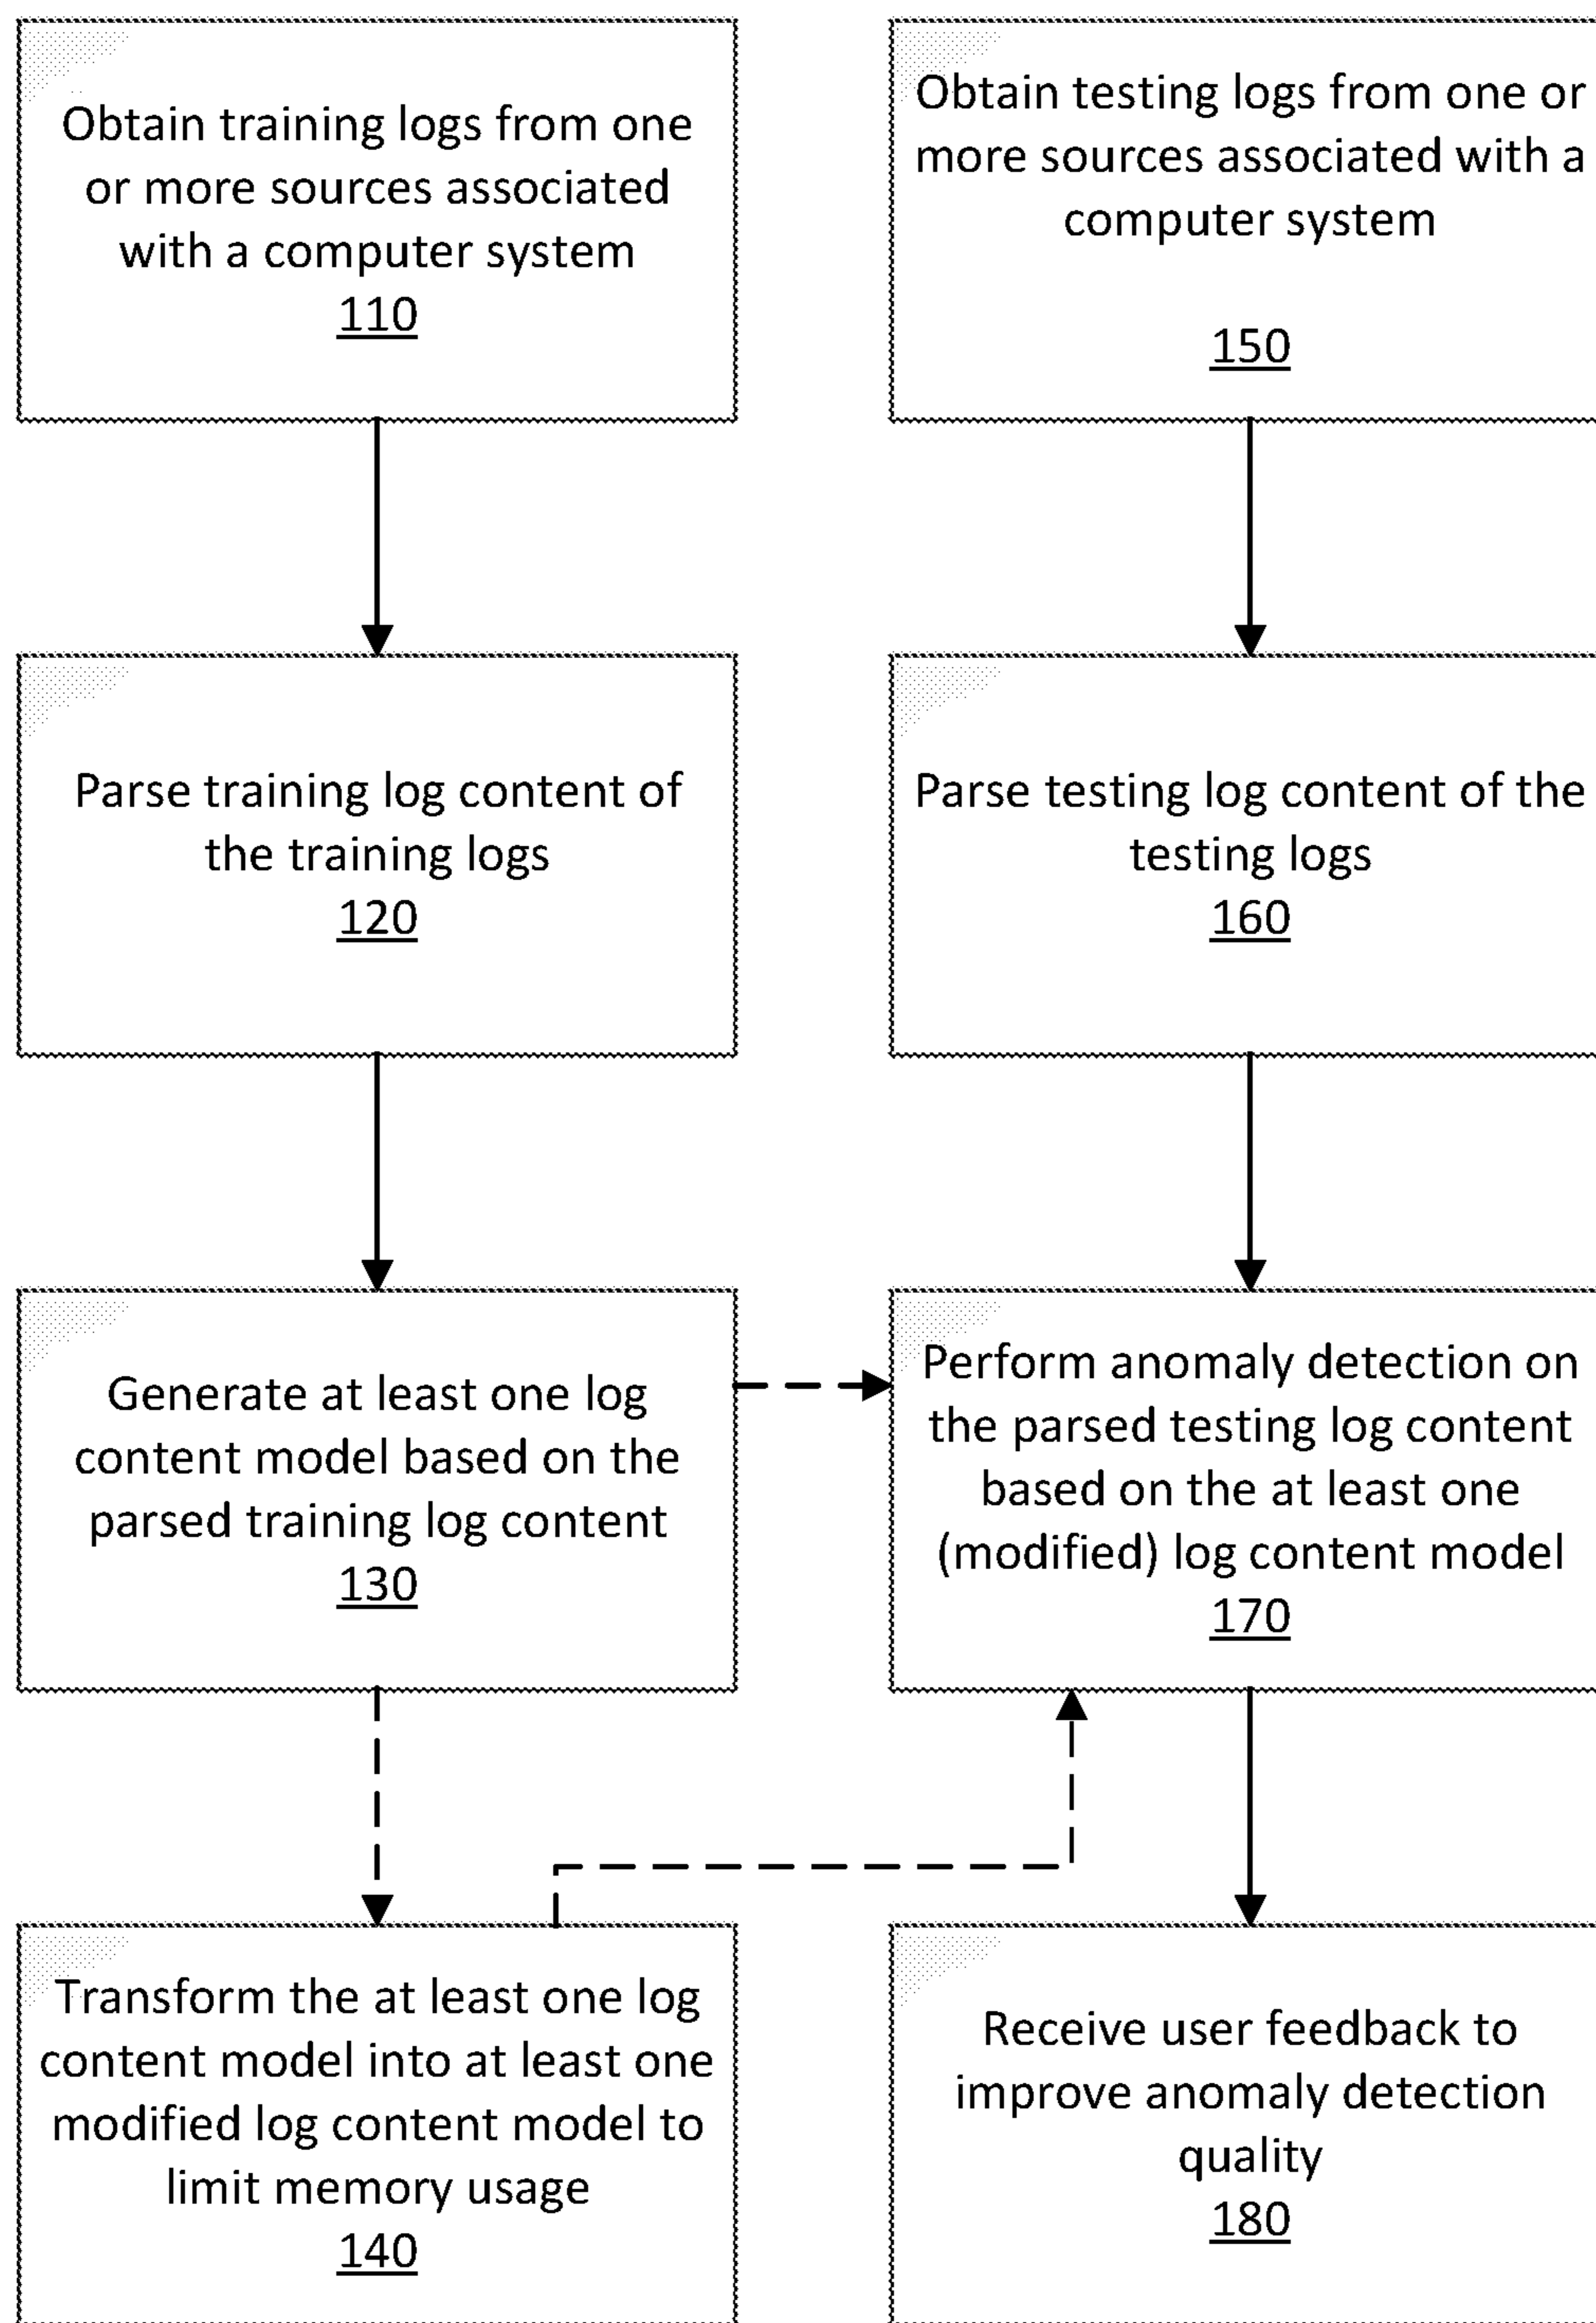 Obtain training logs from one
or more sources associated
with a computer system
110
Obtain testing logs from one or
more sources associated with a
computer system
150
Parse training log content of
the training logs
120
Parse testing log content of the
testing logs
160
Generate at least one log
content model based on the
parsed training log content
130
Perform anomaly detection on
the parsed testing log content
based on the at least one
(modified) log content model
170
Transform the at least one log
content model into at least one
modified log content model to
limit memory usage
140
Receive user feedback to
improve anomaly detection
quality
180